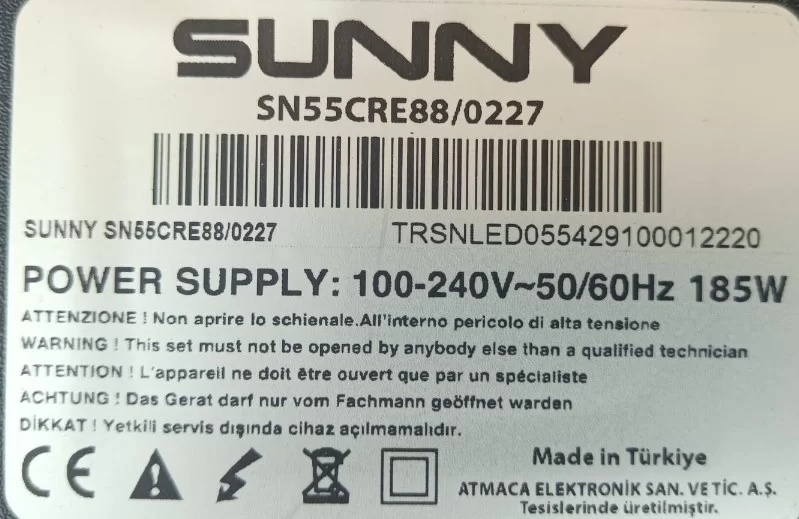 SUNNY
SN55CRE88/0227
SUNNY SN55CRE88/0227 TRSNLED055429100012220
POWER SUPPLY: 100-240V~50/60Hz 185W
ATTENZIONE ! Non aprire lo schienale.All'interno pericolo di alta tensione
WARNING ! This set must not be opened by anybody else than a qualified technician
ATTENTION ! L'appareil ne doit être ouvert que par un spécialiste
ACHTUNG ! Das Gerat darf nur vom Fachmann geöffnet warden
DİKKAT ! Yetkili servis dışında cihaz açılmamalıdır.
CE
Made in Türkiye
ATMACA ELEKTRONİK SAN. VE TİC. A.Ş.
Tesislerinde üretilmiştir.